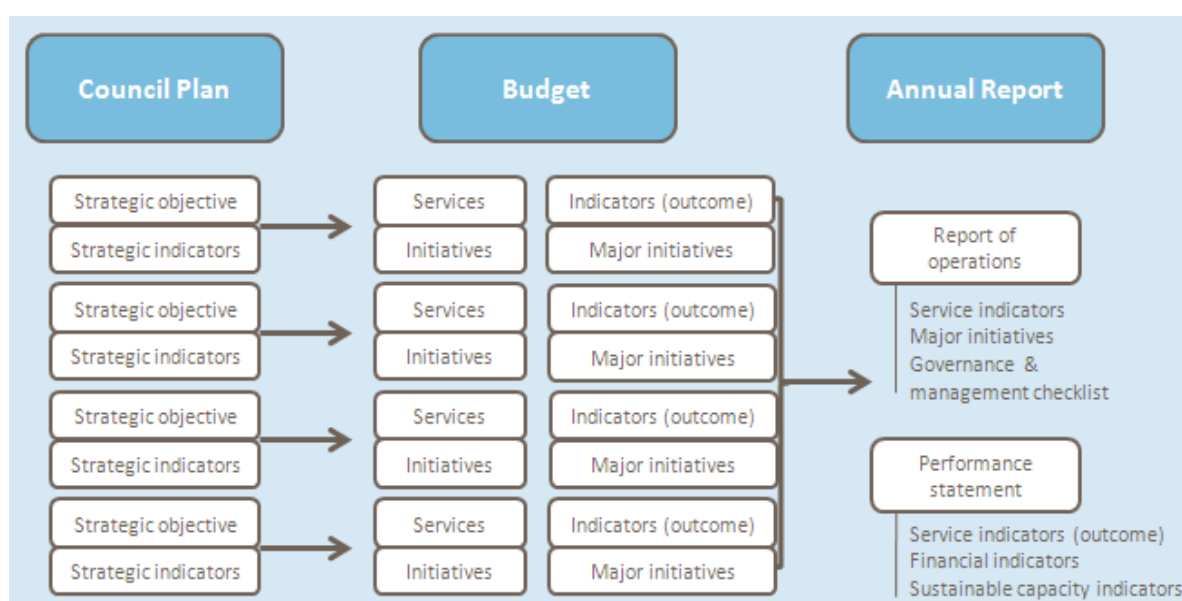 Council Plan
Budget
Annual Report
Strategic objective
Strategic indicators
Services
Initiatives
Indicators (outcome)
Major initiatives
Strategic objective
Strategic indicators
Services
Initiatives
Indicators (outcome)
Major initiatives
Strategic objective
Strategic indicators
Services
Initiatives
Indicators (outcome)
Major initiatives
Strategic objective
Strategic indicators
Services
Initiatives
Indicators (outcome)
Major initiatives
Report of
operations
Service indicators
Major initiatives
Governance &
management checklist
Performance
statement
Service indicators (outcome)
Financial indicators
Sustainable capacity indicators